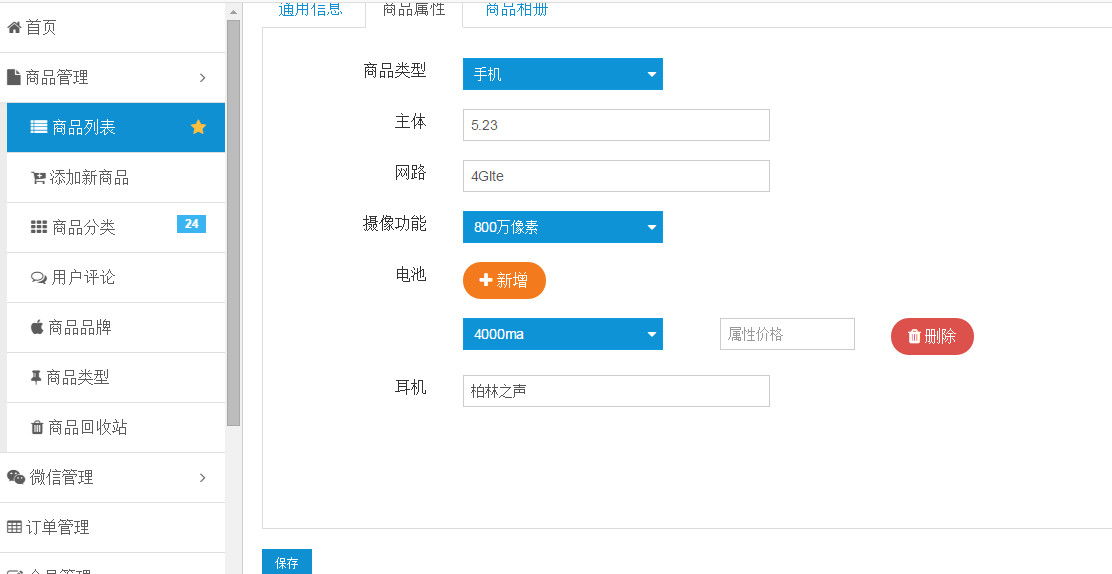 通用信息
商品属性
商品相册
首页
商品管理
商品列表
添加新商品
商品分类 24
用户评论
商品品牌
商品类型
商品回收站
微信管理
订单管理
会员管理
商品类型 手机
主体 5.23
网路 4Glte
摄像功能 800万像素
电池 新增
4000ma 属性价格 删除
耳机 柏林之声
保存